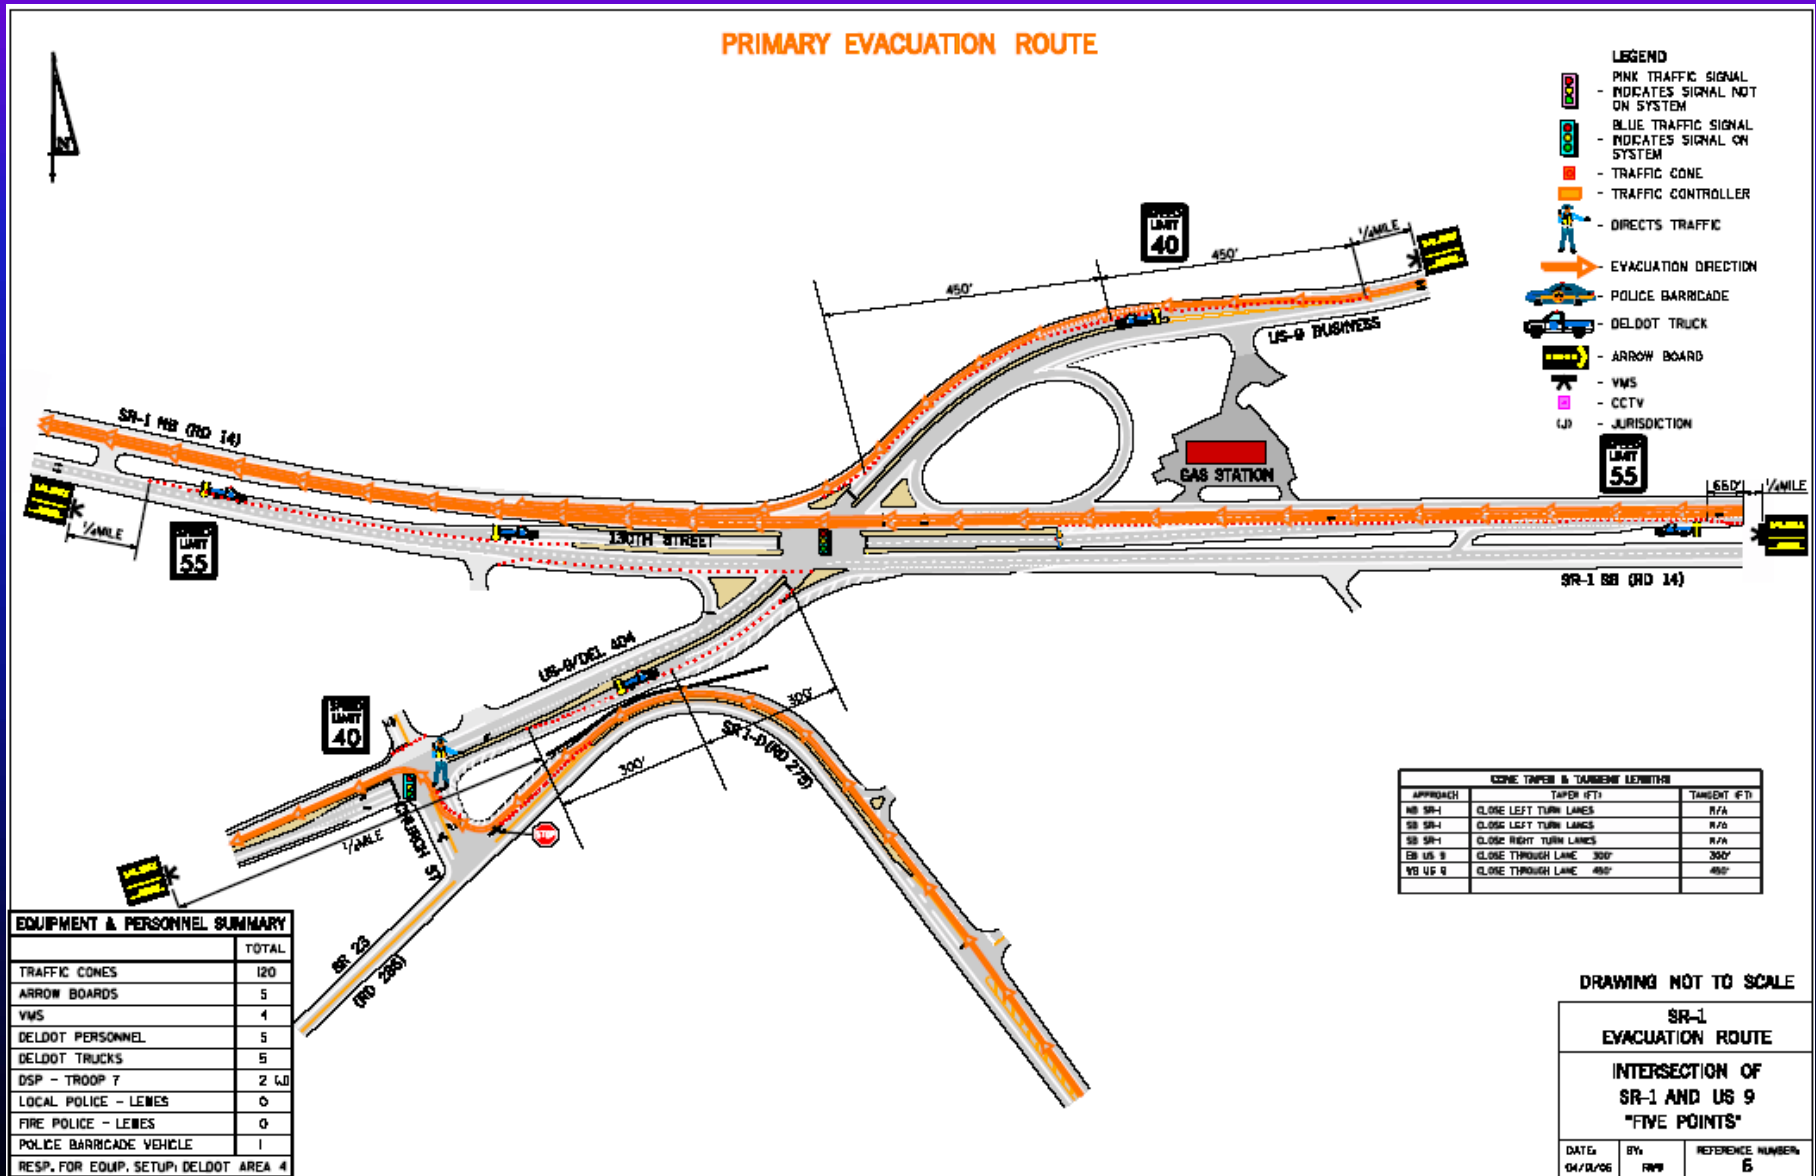 PRIMARY EVACUATION ROUTE
N
LEGEND
PINK TRAFFIC SIGNAL
- INDICATES SIGNAL NOT
ON SYSTEM
BLUE TRAFFIC SIGNAL
- INDICATES SIGNAL ON
SYSTEM
- TRAFFIC CONE
- TRAFFIC CONTROLLER
- DIRECTS TRAFFIC
- EVACUATION DIRECTION
- POLICE BARRICADE
- DELDOT TRUCK
- ARROW BOARD
- VMS
- CCTV
(J) - JURISDICTION
LIMIT
40
450'
450'
1/4 MILE
US-9 BUSINESS
GAS STATION
LIMIT
55
660'
1/4 MILE
SR-1 NB (RD 14)
1/4 MILE
LIMIT
55
130TH STREET
SR-1 SB (RD 14)
US-9/DEL 404
LIMIT
40
300'
300'
SR 1-D (RD 275)
1/4 MILE
CHURCH ST
SR 23
(RD 286)
CONE TAPER & TANGENT LENGTHS
APPROACH TAPER (FT) TANGENT (FT)
NB SR-1 CLOSE LEFT TURN LANES N/A
SB SR-1 CLOSE LEFT TURN LANES N/A
SB SR-1 CLOSE RIGHT TURN LANES N/A
EB US 9 CLOSE THROUGH LANE 300' 300'
WB US 9 CLOSE THROUGH LANE 450' 450'
EQUIPMENT & PERSONNEL SUMMARY
TOTAL
TRAFFIC CONES 120
ARROW BOARDS 5
VMS 4
DELDOT PERSONNEL 5
DELDOT TRUCKS 5
DSP - TROOP 7 2 (J)
LOCAL POLICE - LEWES 0
FIRE POLICE - LEWES 0
POLICE BARRICADE VEHICLE 1
RESP. FOR EQUIP. SETUP: DELDOT AREA 4
DRAWING NOT TO SCALE
SR-1
EVACUATION ROUTE
INTERSECTION OF
SR-1 AND US 9
"FIVE POINTS"
DATE: BY: REFERENCE NUMBER:
6